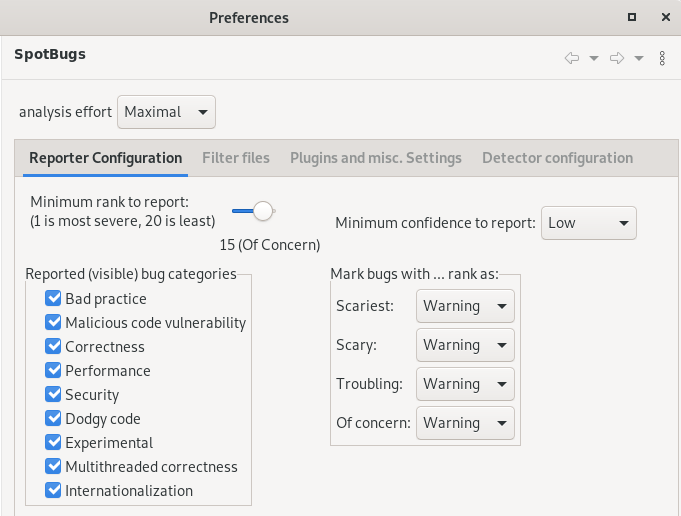 Preferences
SpotBugs
analysis effort Maximal
Reporter Configuration Filter files Plugins and misc. Settings Detector configuration
Minimum rank to report:
(1 is most severe, 20 is least)
15 (Of Concern)
Minimum confidence to report: Low
Reported (visible) bug categories
Bad practice
Malicious code vulnerability
Correctness
Performance
Security
Dodgy code
Experimental
Multithreaded correctness
Internationalization
Mark bugs with ... rank as:
Scariest: Warning
Scary: Warning
Troubling: Warning
Of concern: Warning